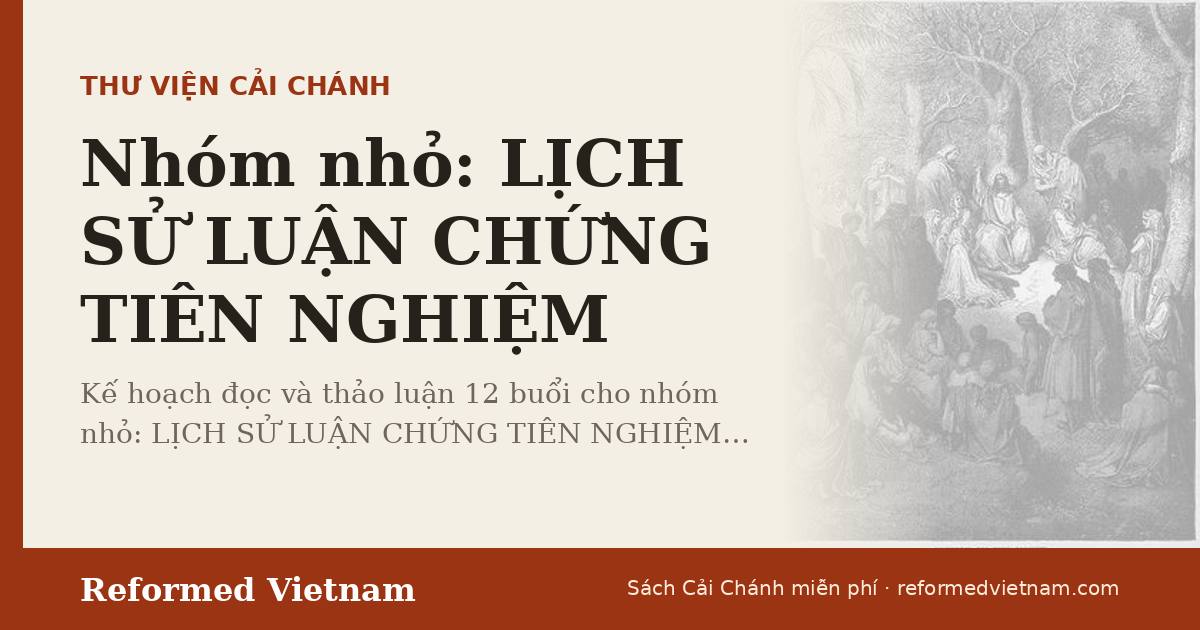 THƯ VIỆN CẢI CHÁNH
Nhóm nhỏ: LỊCH
SỬ LUẬN CHỨNG
TIÊN NGHIỆM
Kế hoạch đọc và thảo luận 12 buổi cho nhóm
nhỏ: LỊCH SỬ LUẬN CHỨNG TIÊN NGHIỆM...
Reformed Vietnam
Sách Cải Chánh miễn phí · reformedvietnam.com